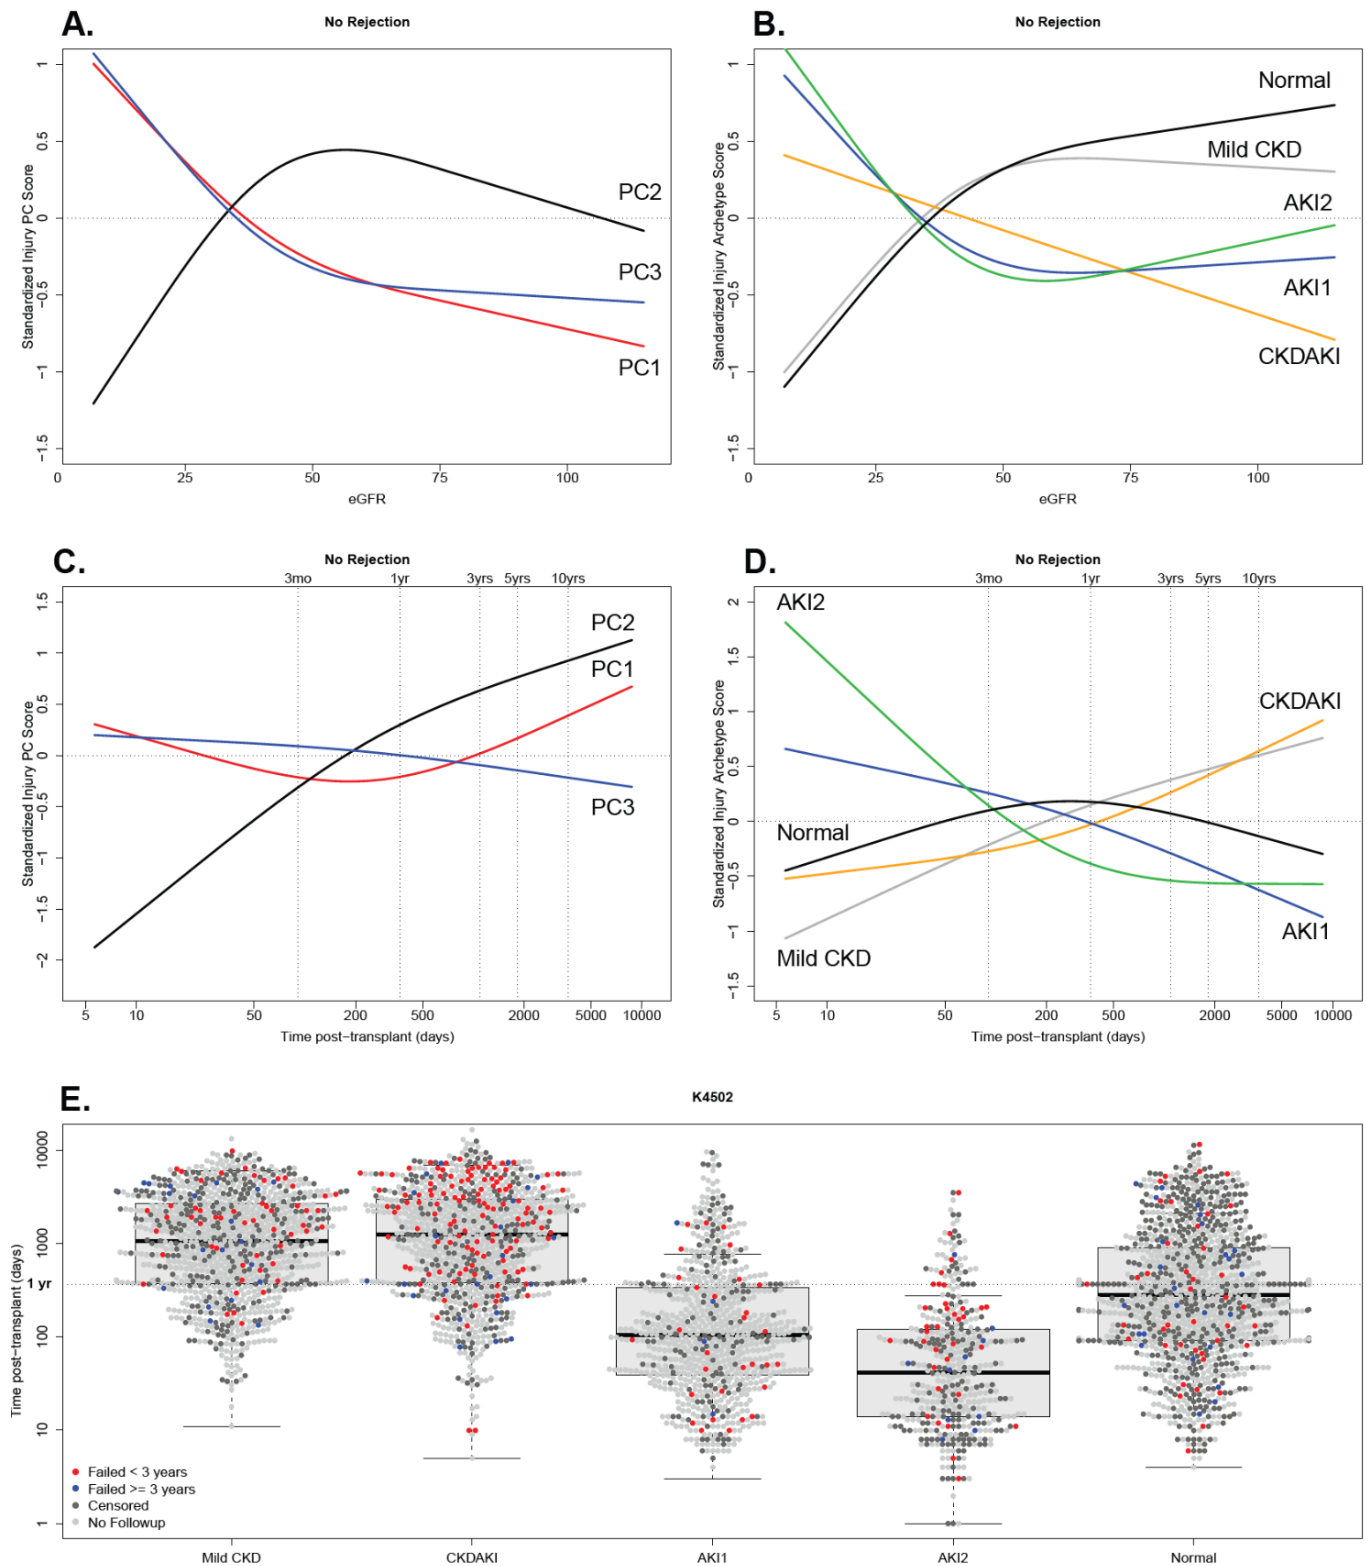 A.
No Rejection
Standardized Injury PC Score
1
0.5
0
−0.5
−1
−1.5
PC2
PC3
PC1
0 25 50 75 100
eGFR
B.
No Rejection
Standardized Injury Archetype Score
1
0.5
0
−0.5
−1
−1.5
Normal
Mild CKD
AKI2
AKI1
CKDAKI
0 25 50 75 100
eGFR
C.
No Rejection
3mo 1yr 3yrs 5yrs 10yrs
Standardized Injury PC Score
1.5
1
0.5
0
−0.5
−1
−1.5
−2
PC2
PC1
PC3
5 10 50 200 500 2000 5000 10000
Time post−transplant (days)
D.
No Rejection
3mo 1yr 3yrs 5yrs 10yrs
Standardized Injury Archetype Score
2
1.5
1
0.5
0
−0.5
−1
−1.5
AKI2
CKDAKI
Normal
Mild CKD
AKI1
5 10 50 200 500 2000 5000 10000
Time post−transplant (days)
E.
K4502
Time post−transplant (days)
10000
1000
1 yr
100
10
1
Failed < 3 years
Failed >= 3 years
Censored
No Followup
Mild CKD CKDAKI AKI1 AKI2 Normal